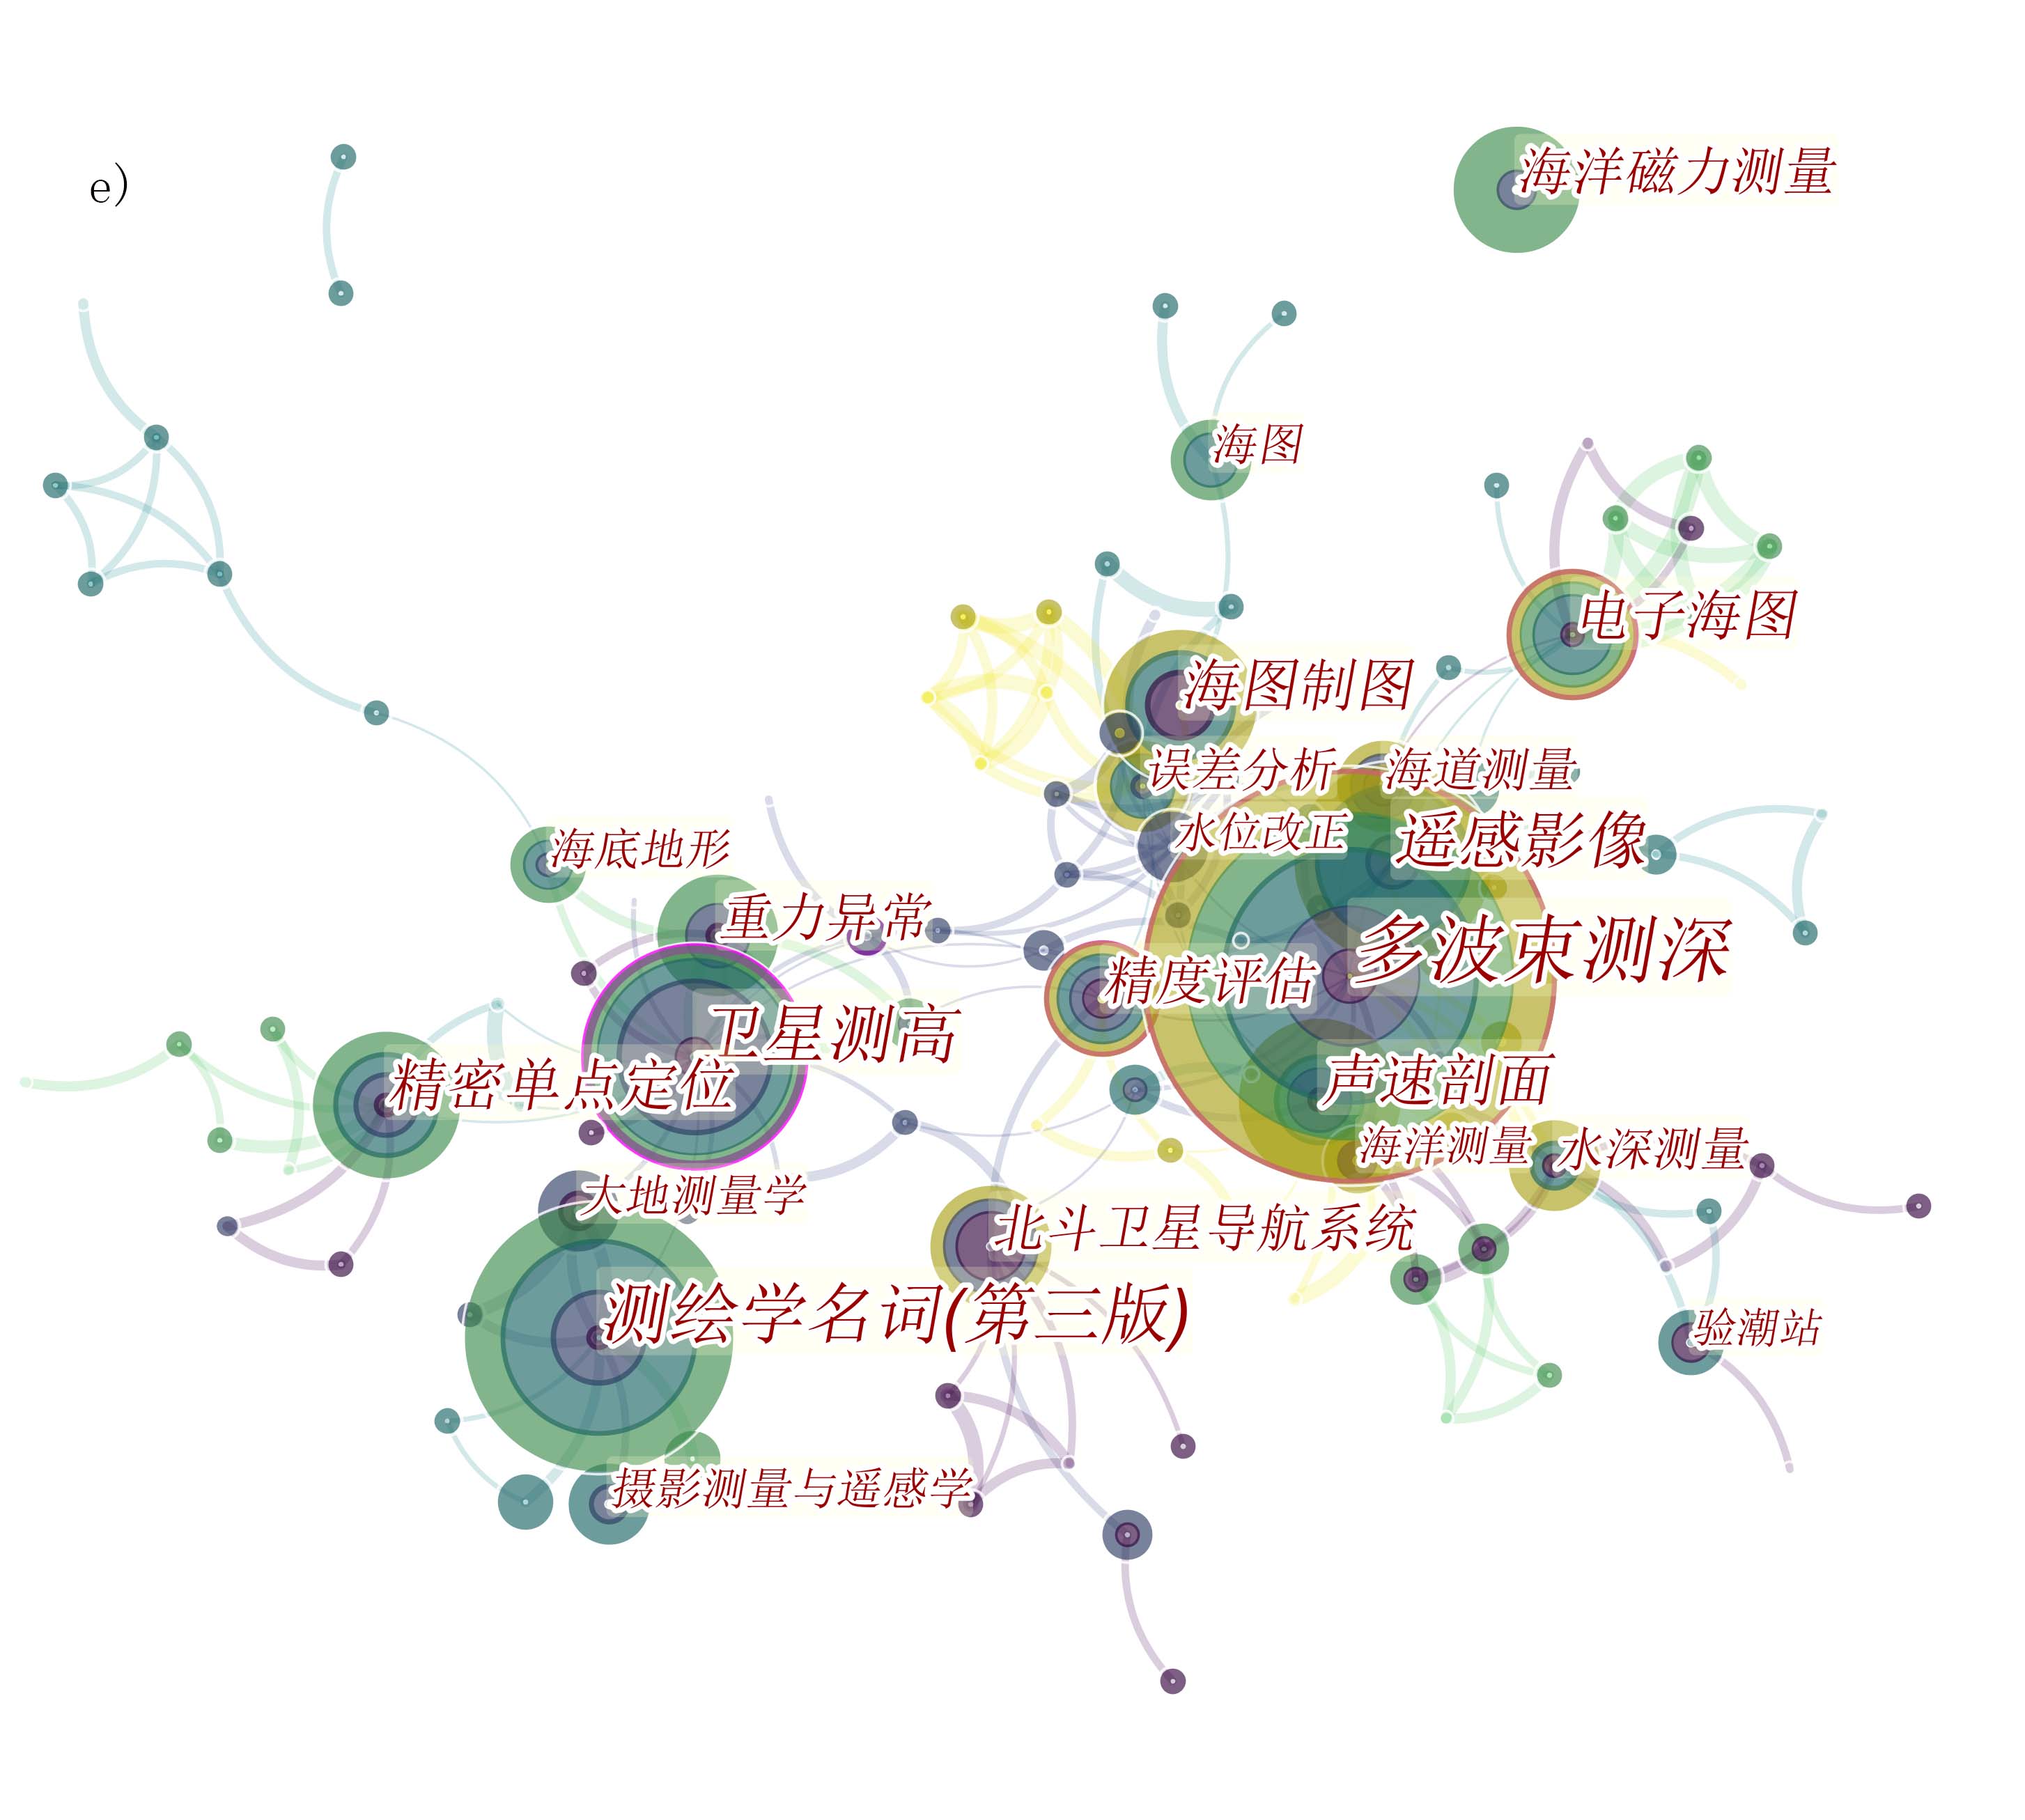 海洋磁力测量
e)
海图
电子海图
海图制图
误差分析
海道测量
水位改正
遥感影像
海底地形
重力异常
多波束测深
精度评估
卫星测高
精密单点定位
声速剖面
海洋测量
水深测量
大地测量学
北斗卫星导航系统
测绘学名词(第三版)
验潮站
摄影测量与遥感学